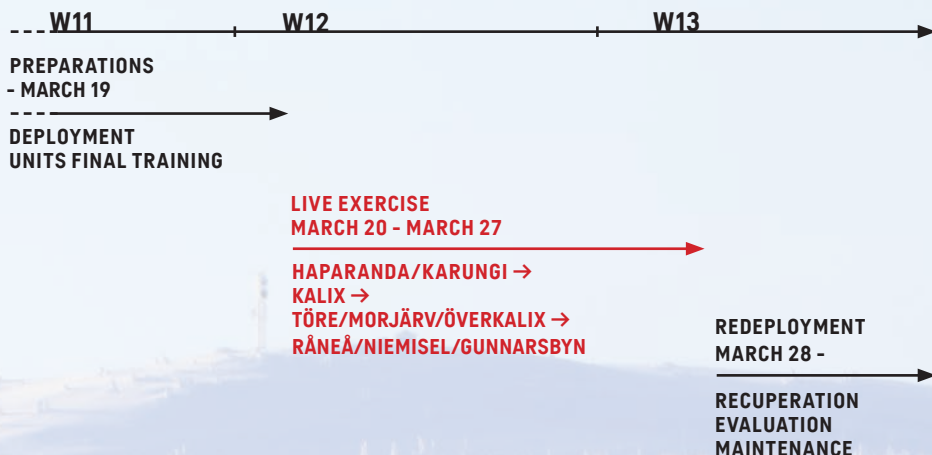 W11 W12 W13
PREPARATIONS
- MARCH 19
DEPLOYMENT
UNITS FINAL TRAINING
LIVE EXERCISE
MARCH 20 - MARCH 27
HAPARANDA/KARUNGI →
KALIX →
TÖRE/MORJÄRV/ÖVERKALIX →
RÅNEÅ/NIEMISEL/GUNNARSBYN
REDEPLOYMENT
MARCH 28 -
RECUPERATION
EVALUATION
MAINTENANCE